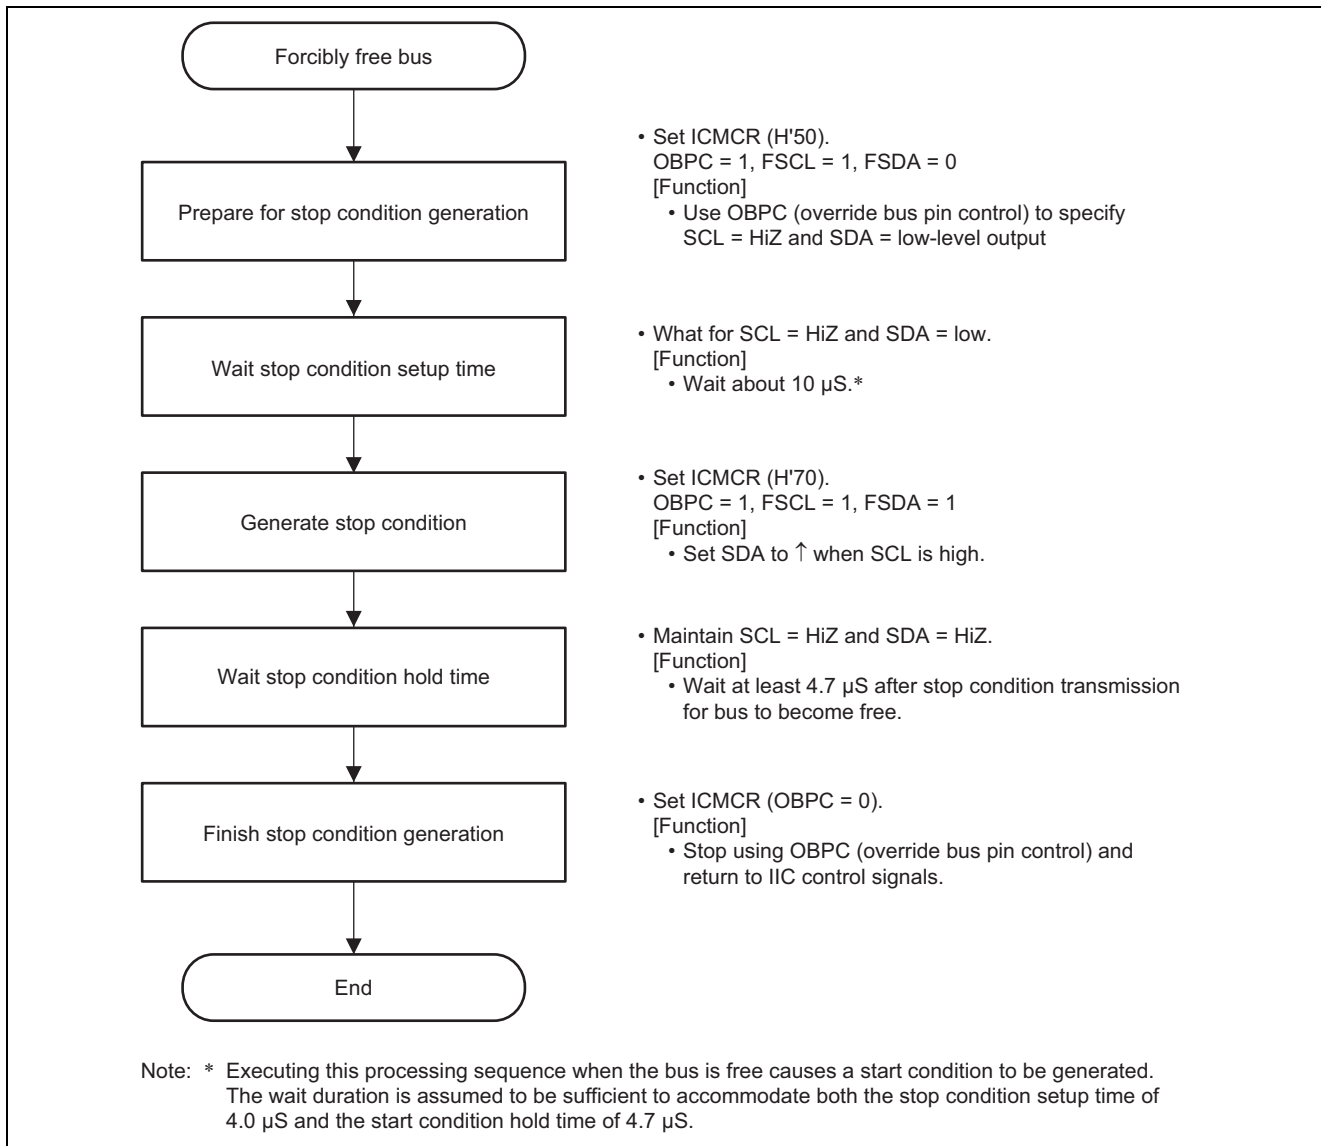 Forcibly free bus
Prepare for stop condition generation
• Set ICMCR (H'50).
OBPC = 1, FSCL = 1, FSDA = 0
[Function]
• Use OBPC (override bus pin control) to specify
SCL = HiZ and SDA = low-level output
Wait stop condition setup time
• What for SCL = HiZ and SDA = low.
[Function]
• Wait about 10 µS.*
Generate stop condition
• Set ICMCR (H'70).
OBPC = 1, FSCL = 1, FSDA = 1
[Function]
• Set SDA to ↑ when SCL is high.
Wait stop condition hold time
• Maintain SCL = HiZ and SDA = HiZ.
[Function]
• Wait at least 4.7 µS after stop condition transmission
for bus to become free.
Finish stop condition generation
• Set ICMCR (OBPC = 0).
[Function]
• Stop using OBPC (override bus pin control) and
return to IIC control signals.
End
Note: * Executing this processing sequence when the bus is free causes a start condition to be generated.
The wait duration is assumed to be sufficient to accommodate both the stop condition setup time of
4.0 µS and the start condition hold time of 4.7 µS.